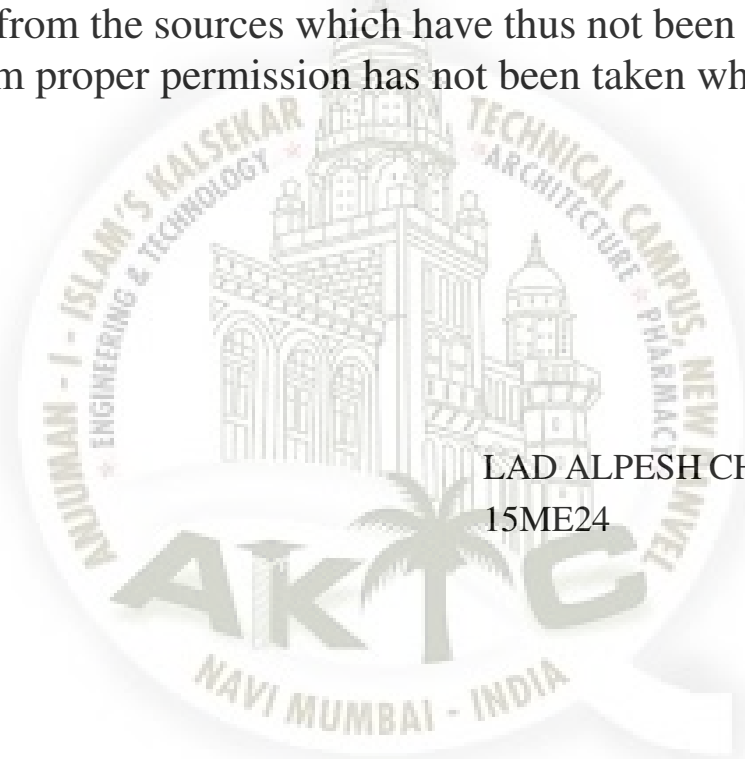 from the sources which have thus not been
m proper permission has not been taken wh
ANJUMAN - I - ISLAM'S KALSEKAR TECHNICAL CAMPUS, NEW PANVEL
ENGINEERING & TECHNOLOGY * ARCHITECTURE * PHARMACY
LAD ALPESH CH
15ME24
AKTC
NAVI MUMBAI - INDIA